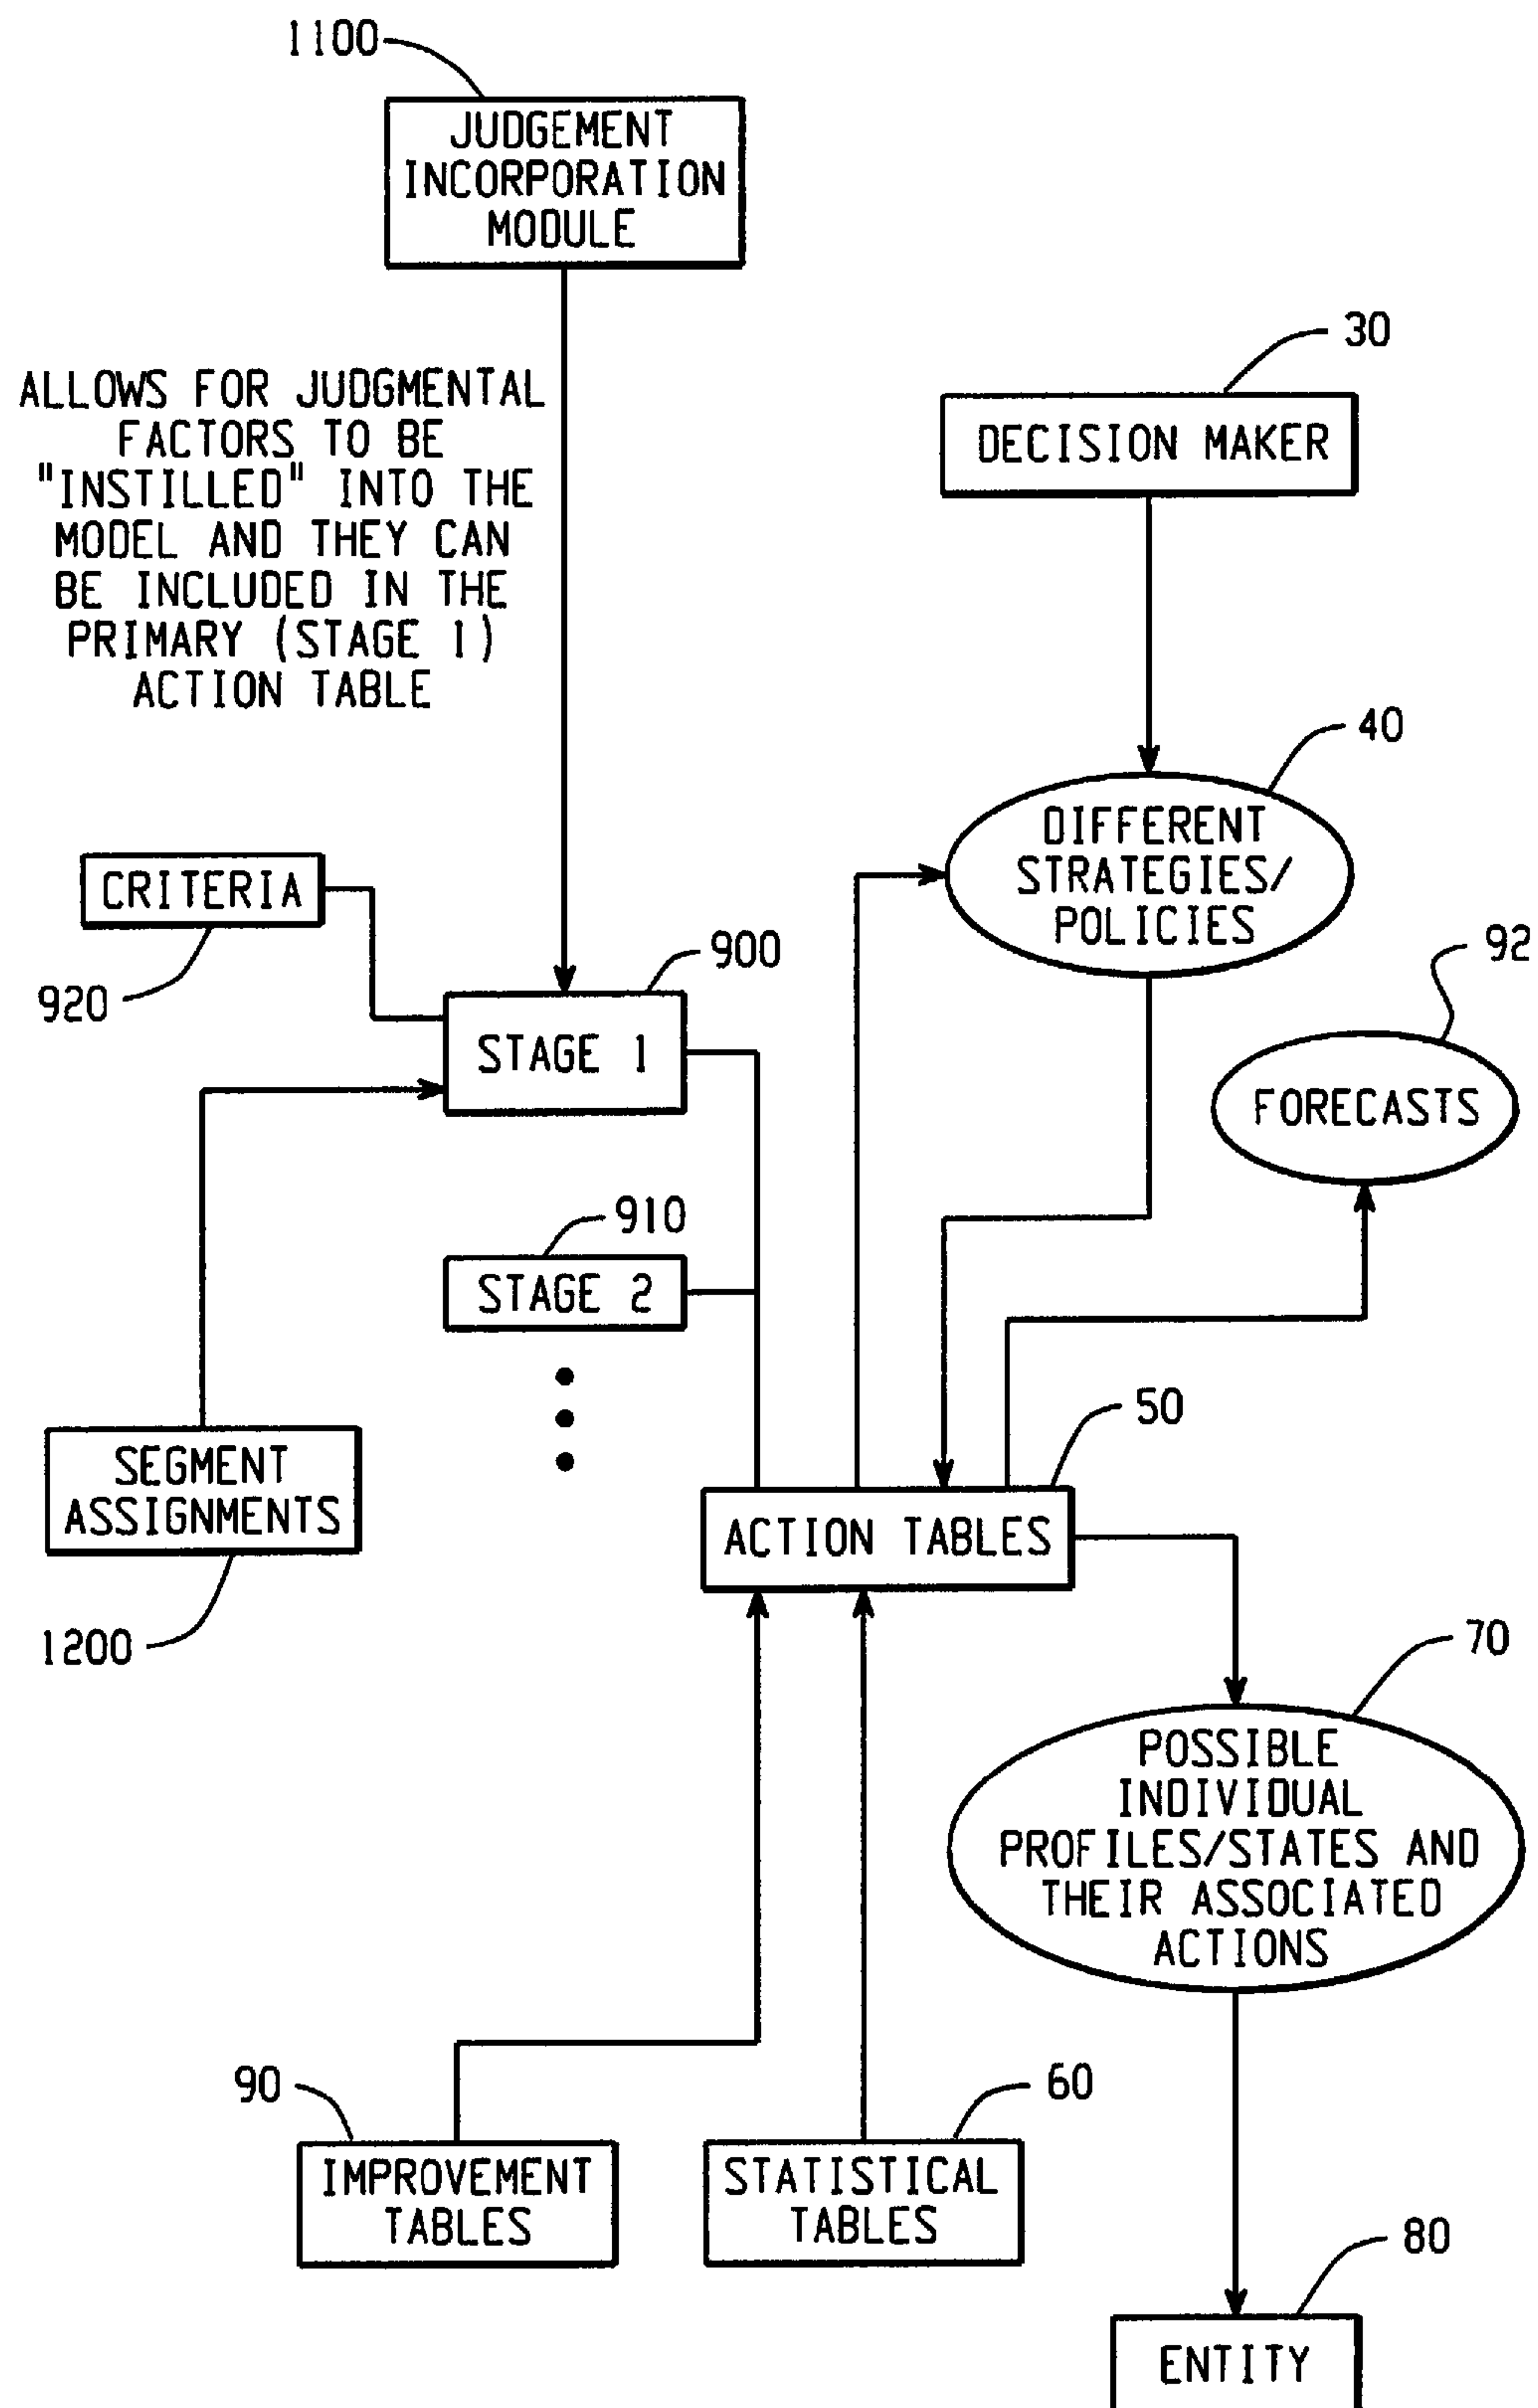 1100
JUDGEMENT
INCORPORATION
MODULE
30
DECISION MAKER
ALLOWS FOR JUDGMENTAL
FACTORS TO BE
"INSTILLED" INTO THE
MODEL AND THEY CAN
BE INCLUDED IN THE
PRIMARY (STAGE 1)
ACTION TABLE
40
DIFFERENT
STRATEGIES/
POLICIES
CRITERIA
920
900
STAGE 1
92
FORECASTS
910
STAGE 2
SEGMENT
ASSIGNMENTS
1200
50
ACTION TABLES
70
POSSIBLE
INDIVIDUAL
PROFILES/STATES AND
THEIR ASSOCIATED
ACTIONS
90
IMPROVEMENT
TABLES
60
STATISTICAL
TABLES
80
ENTITY